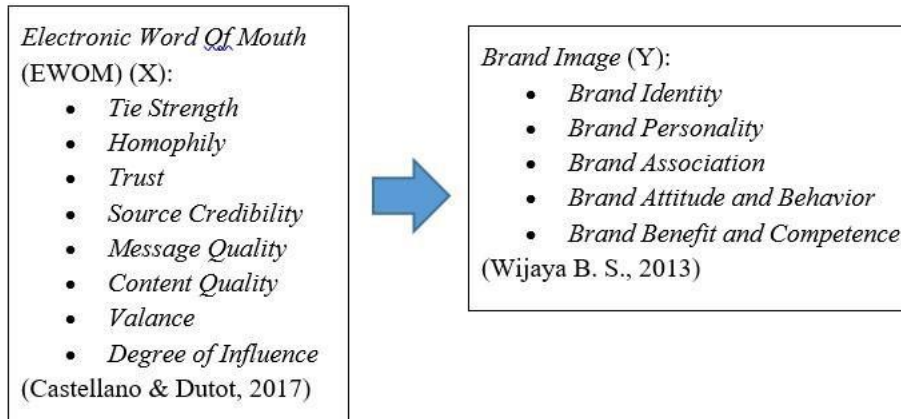 Electronic Word Of Mouth
(EWOM) (X):
• Tie Strength
• Homophily
• Trust
• Source Credibility
• Message Quality
• Content Quality
• Valance
• Degree of Influence
(Castellano & Dutot, 2017)
Brand Image (Y):
• Brand Identity
• Brand Personality
• Brand Association
• Brand Attitude and Behavior
• Brand Benefit and Competence
(Wijaya B. S., 2013)